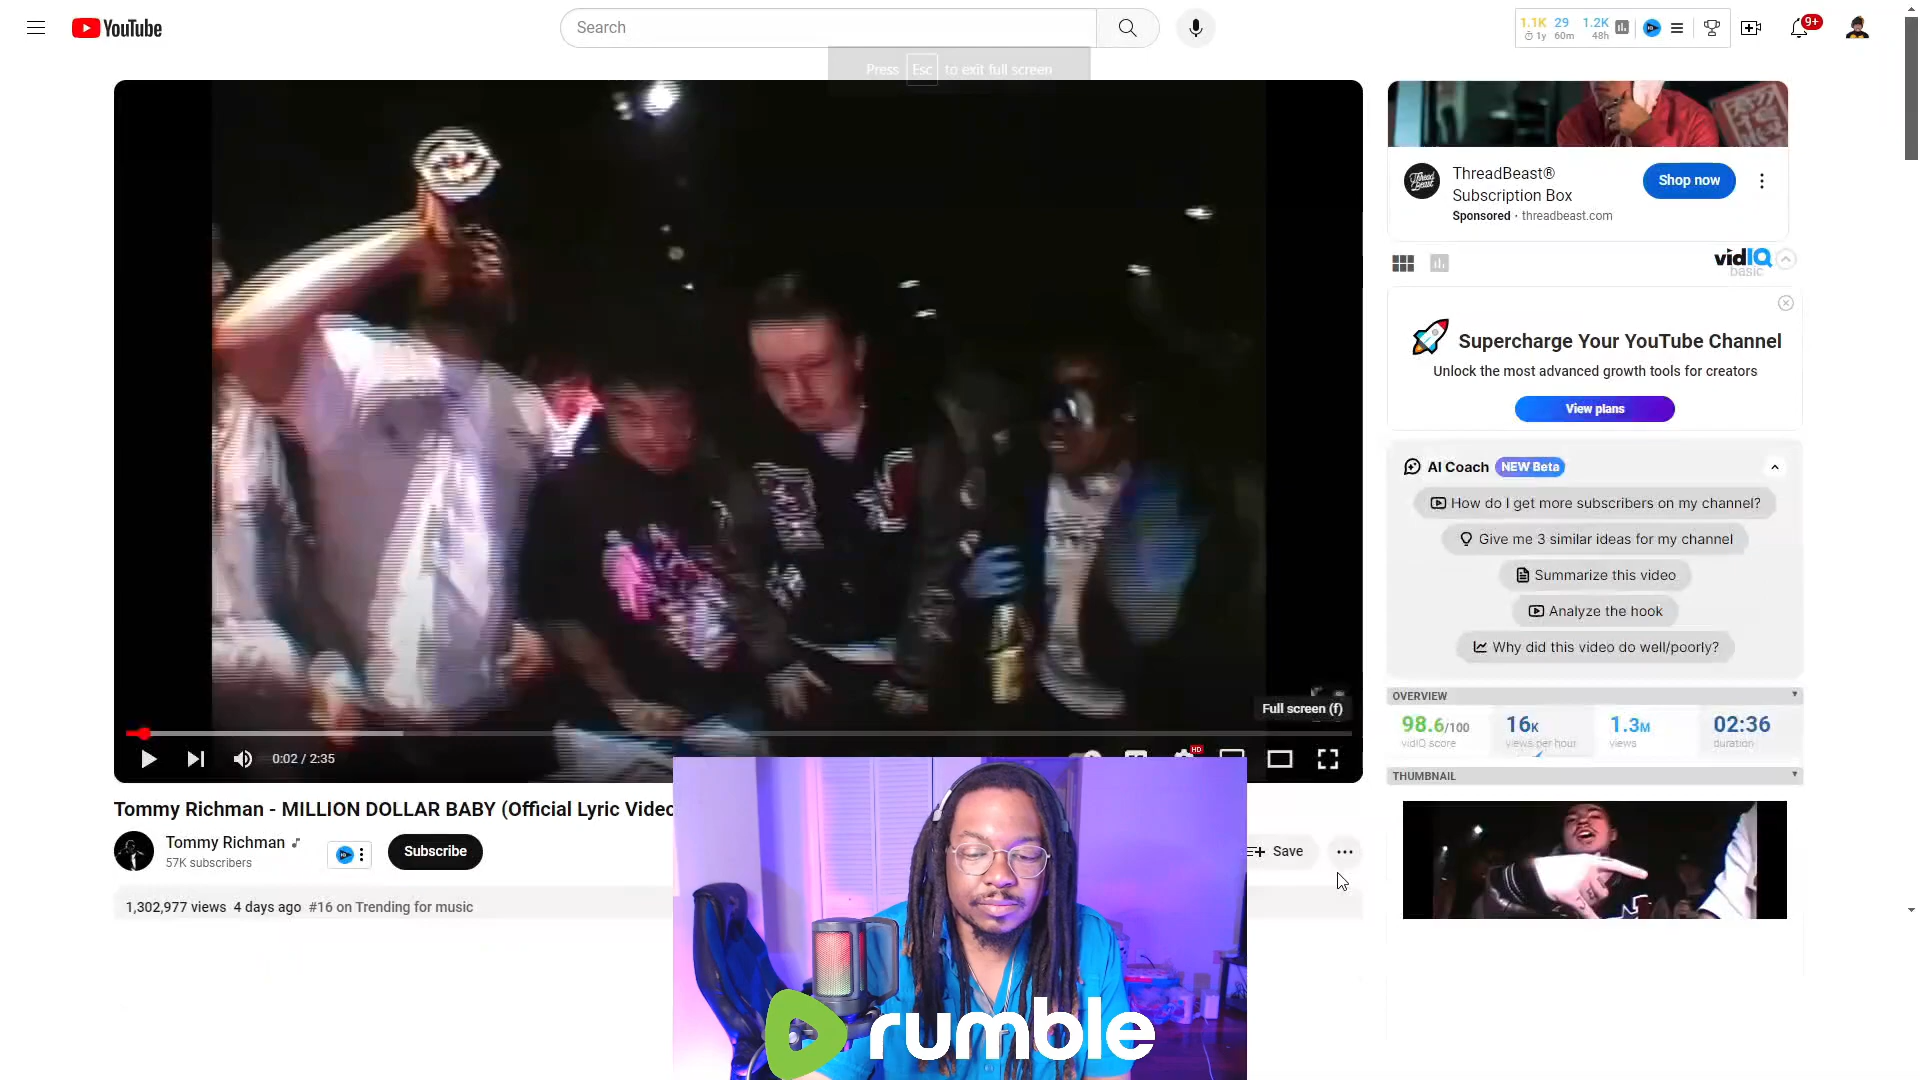 YouTube
Search
1.1K 29 1.2K
1y 60m 48h
9+
Press Esc to exit full screen
ThreadBeast®
Subscription Box
Sponsored · threadbeast.com
Shop now
vidIQ
basic
Supercharge Your YouTube Channel
Unlock the most advanced growth tools for creators
View plans
AI Coach NEW Beta
How do I get more subscribers on my channel?
Give me 3 similar ideas for my channel
Summarize this video
Analyze the hook
Why did this video do well/poorly?
OVERVIEW
98.6/100 16K 1.3M 02:36
vidIQ score views per hour views duration
THUMBNAIL
Full screen (f)
HD
0:02 / 2:35
Tommy Richman - MILLION DOLLAR BABY (Official Lyric Video
Tommy Richman
57K subscribers
Subscribe
Save
1,302,977 views 4 days ago #16 on Trending for music
rumble